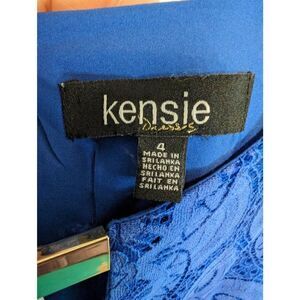 kensie
Dresses
4
MADE IN
SRI LANKA
HECHO EN
SRI LANKA
FAIT EN
SRI LANKA